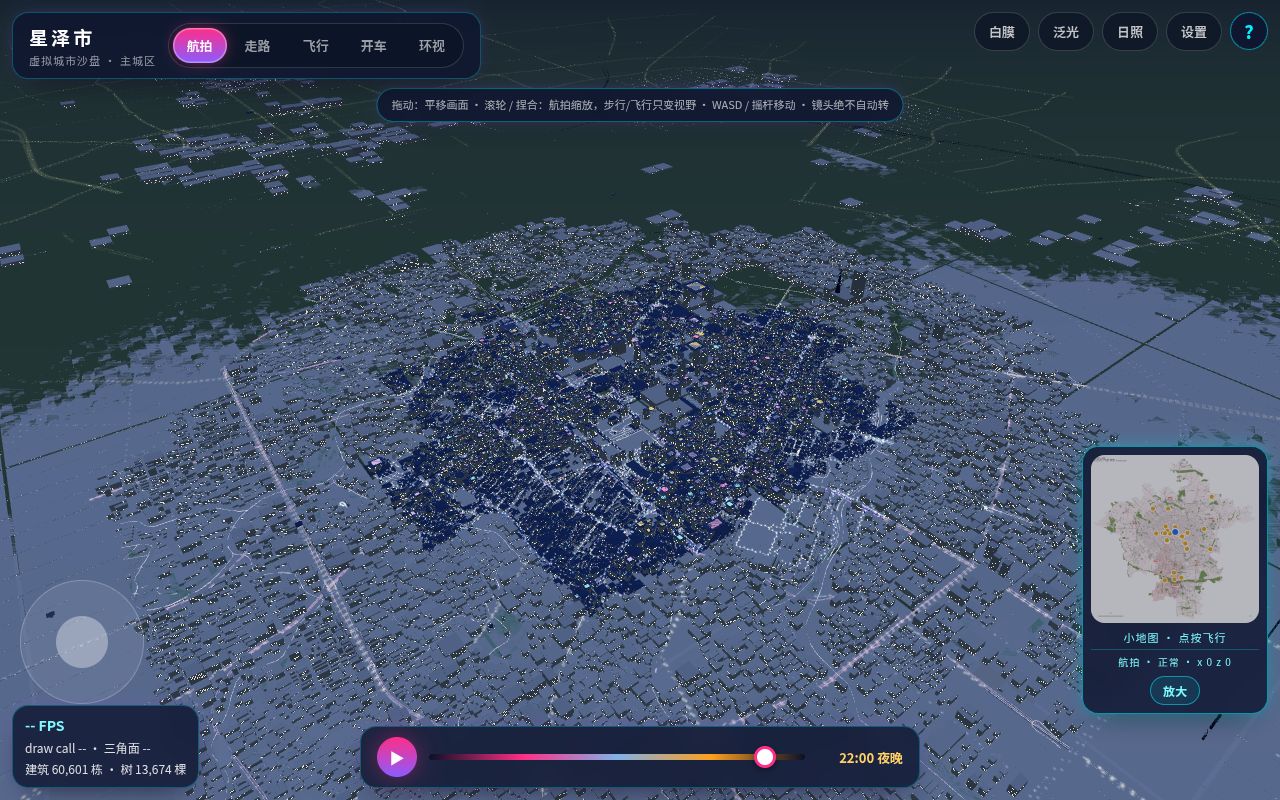 星泽市
虚拟城市沙盘 · 主城区
航拍
走路
飞行
开车
环视
白膜
泛光
日照
设置
?
拖动：平移画面 · 滚轮 / 捏合：航拍缩放，步行/飞行只变视野 · WASD / 摇杆移动 · 镜头绝不自动转
小地图 · 点按飞行
航拍 · 正常 · x 0 z 0
放大
-- FPS
draw call -- · 三角面 --
建筑 60,601 栋 · 树 13,674 棵
22:00 夜晚